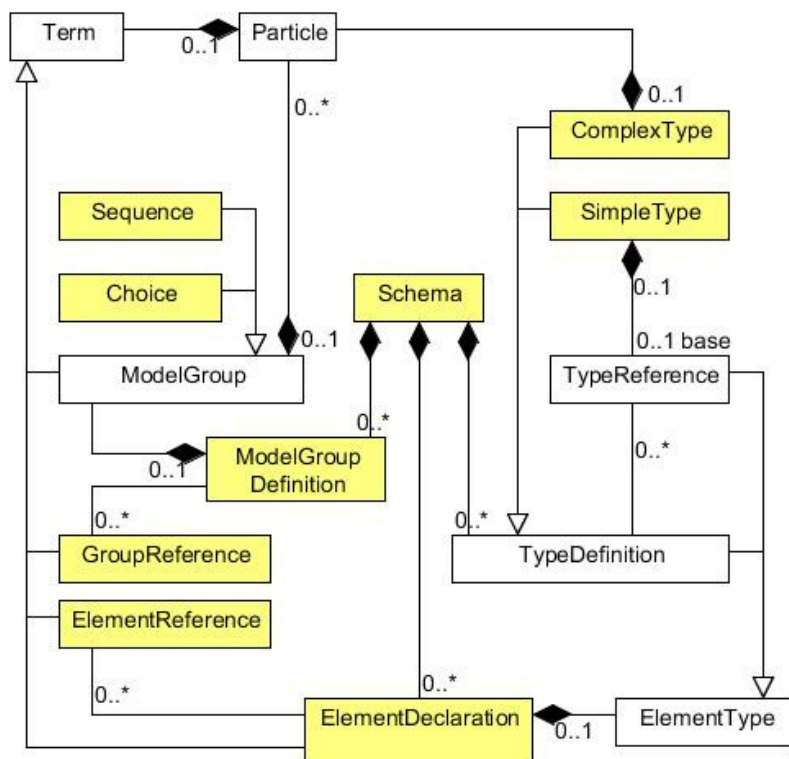 Term
0..1
Particle
0..*
0..1
ComplexType
Sequence
SimpleType
Choice
Schema
0..1
0..1
0..1 base
ModelGroup
TypeReference
0..*
0..*
0..1
ModelGroup
Definition
0..*
0..*
GroupReference
TypeDefinition
ElementReference
0..*
0..*
ElementDeclaration
0..1
ElementType